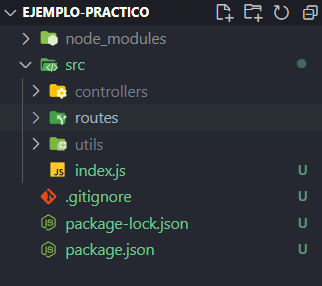 EJEMPLO-PRACTICO
node_modules
src
controllers
routes
utils
JS index.js U
.gitignore U
package-lock.json U
package.json U